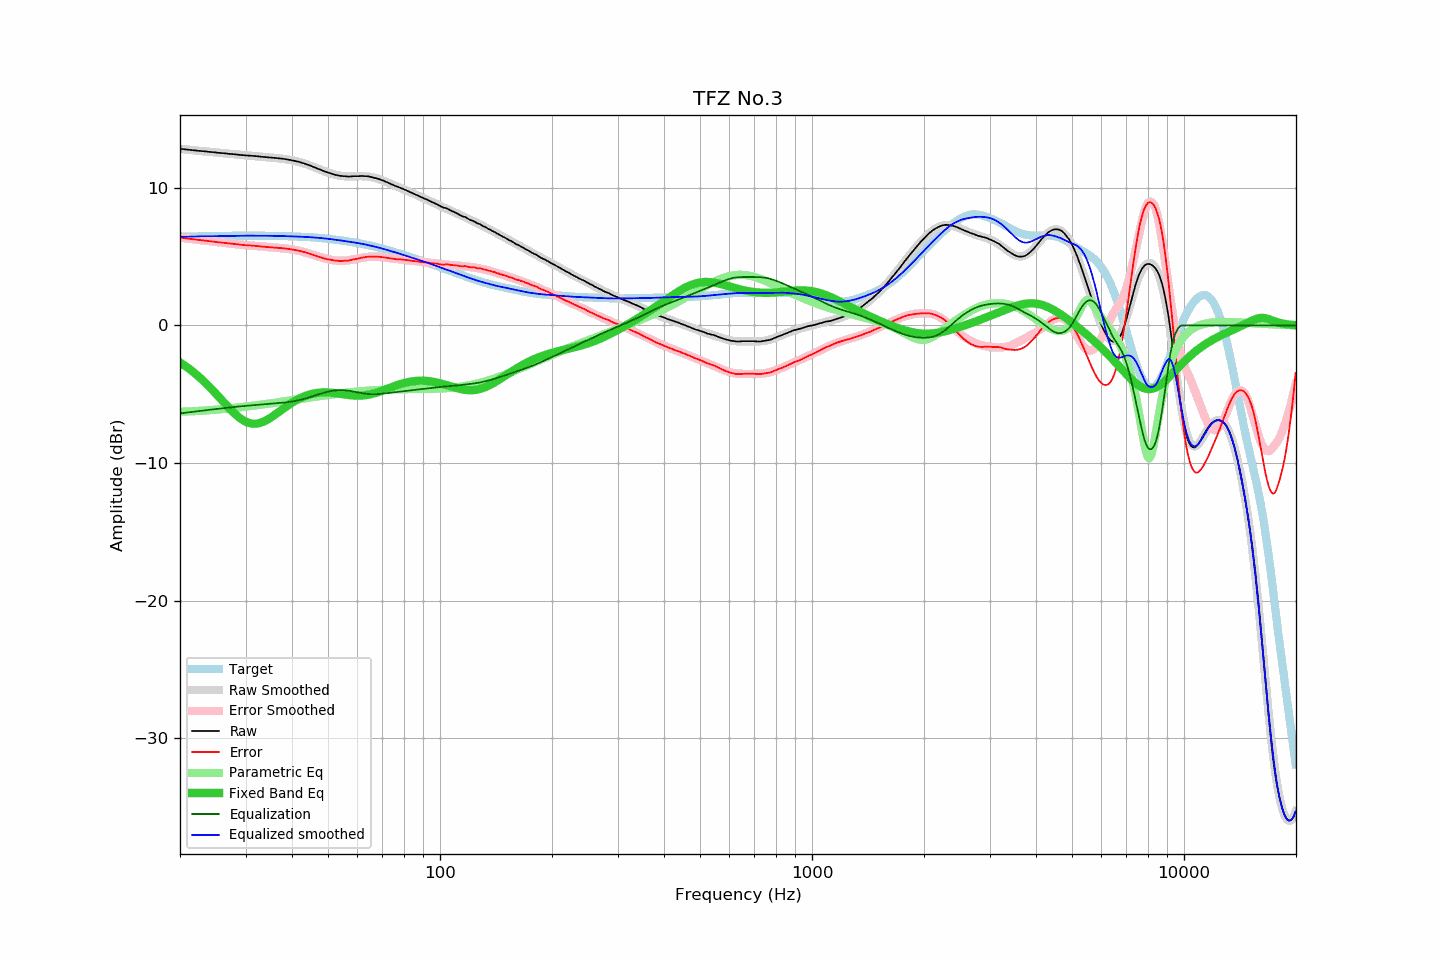 TFZ No.3
10
0
−10
−20
−30
Amplitude (dBr)
Target
Raw Smoothed
Error Smoothed
Raw
Error
Parametric Eq
Fixed Band Eq
Equalization
Equalized smoothed
100
1000
10000
Frequency (Hz)